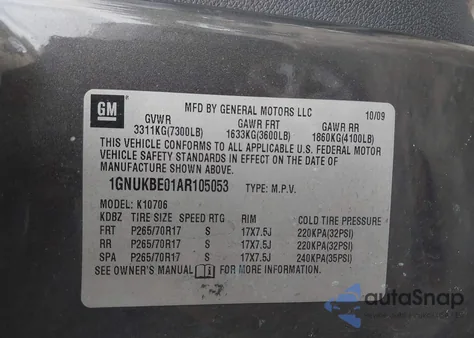 GM
MFD BY GENERAL MOTORS LLC 10/09
GVWR GAWR FRT GAWR RR
3311KG(7300LB) 1633KG(3600LB) 1860KG(4100LB)
THIS VEHICLE CONFORMS TO ALL APPLICABLE U.S. FEDERAL MOTOR
VEHICLE SAFETY STANDARDS IN EFFECT ON THE DATE OF
MANUFACTURE SHOWN ABOVE.
1GNUKBE01AR105053 TYPE: M.P.V.
MODEL: K10706
KDBZ TIRE SIZE SPEED RTG RIM COLD TIRE PRESSURE
FRT P265/70R17 S 17X7.5J 220KPA(32PSI)
RR P265/70R17 S 17X7.5J 220KPA(32PSI)
SPA P265/70R17 S 17X7.5J 240KPA(35PSI)
SEE OWNER'S MANUAL FOR MORE INFORMATION.
autoSnap